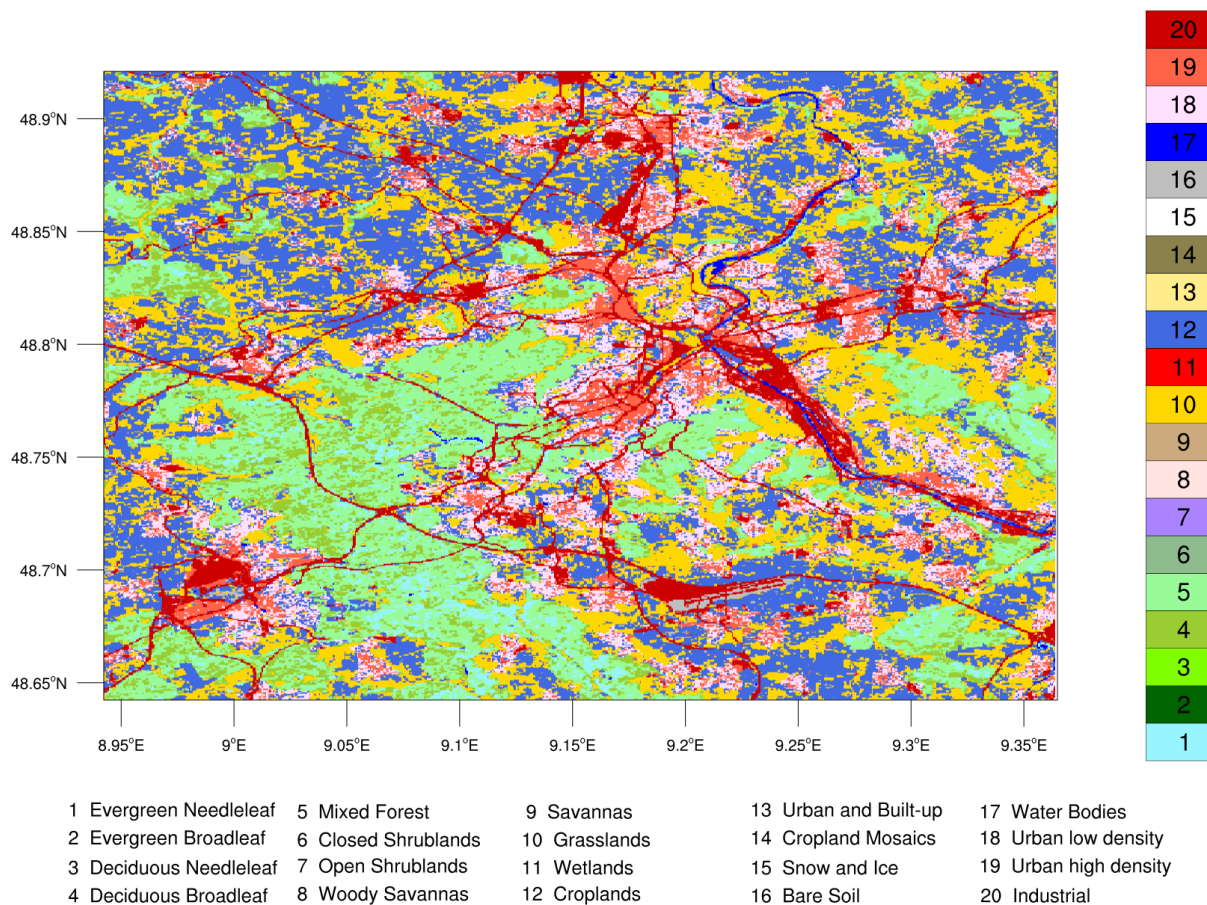 20
19
18
17
16
15
14
13
12
11
10
9
8
7
6
5
4
3
2
1
48.9°N
48.85°N
48.8°N
48.75°N
48.7°N
48.65°N
8.95°E 9°E 9.05°E 9.1°E 9.15°E 9.2°E 9.25°E 9.3°E 9.35°E
1 Evergreen Needleleaf 5 Mixed Forest 9 Savannas 13 Urban and Built-up 17 Water Bodies
2 Evergreen Broadleaf 6 Closed Shrublands 10 Grasslands 14 Cropland Mosaics 18 Urban low density
3 Deciduous Needleleaf 7 Open Shrublands 11 Wetlands 15 Snow and Ice 19 Urban high density
4 Deciduous Broadleaf 8 Woody Savannas 12 Croplands 16 Bare Soil 20 Industrial